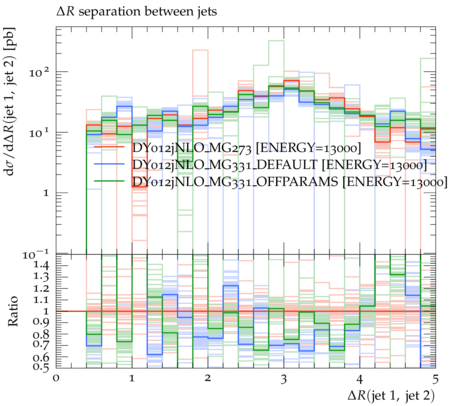 ΔR separation between jets
dσ/dΔR(jet 1, jet 2) [pb]
10²
10¹
1
10⁻¹
DY012jNLO_MG273 [ENERGY=13000]
DY012jNLO_MG331_DEFAULT [ENERGY=13000]
DY012jNLO_MG331_OFFPARAMS [ENERGY=13000]
Ratio
1.4
1.3
1.2
1.1
1
0.9
0.8
0.7
0.6
0.5
0 1 2 3 4 5
ΔR(jet 1, jet 2)